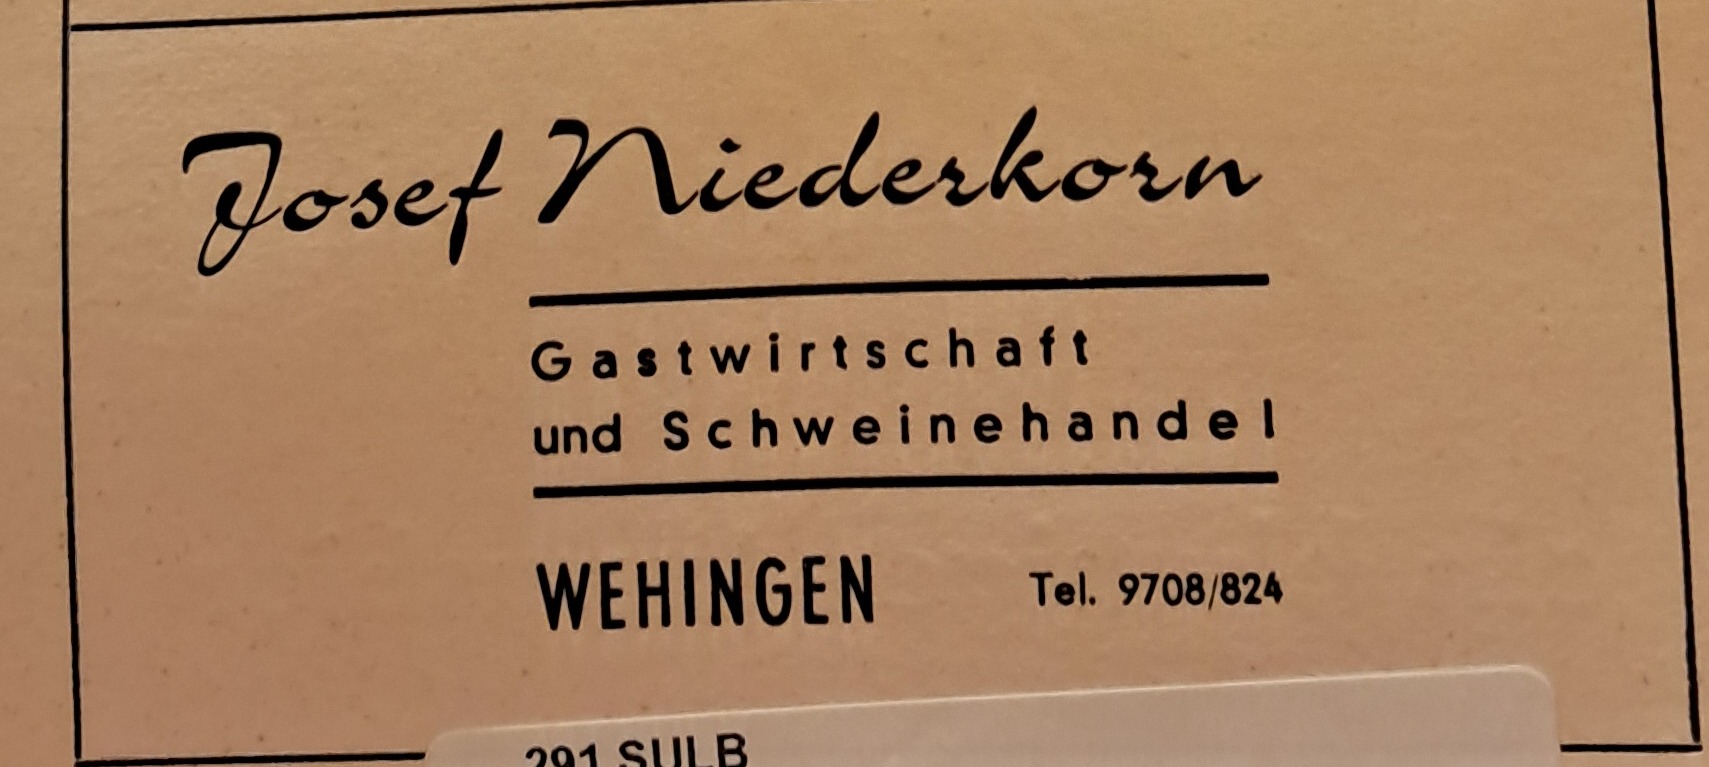 Josef Niederkorn
Gastwirtschaft
und Schweinehandel
WEHINGEN Tel. 9708/824
291 SULB